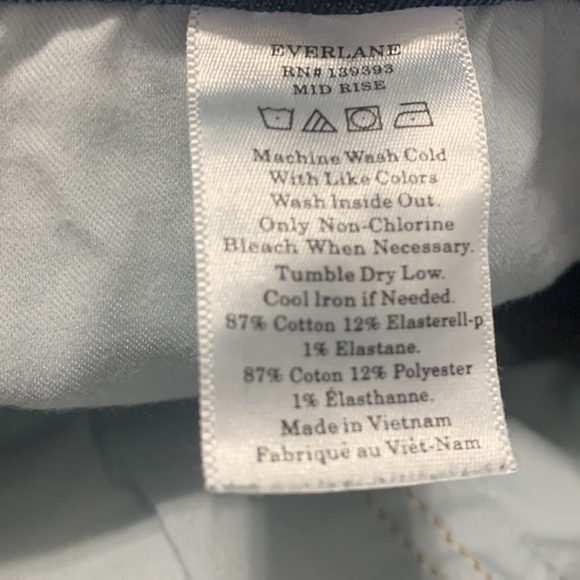 EVERLANE
RN# 139393
MID RISE
Machine Wash Cold
With Like Colors
Wash Inside Out.
Only Non-Chlorine
Bleach When Necessary.
Tumble Dry Low.
Cool Iron if Needed.
87% Cotton 12% Elasterell-p
1% Elastane.
87% Coton 12% Polyester
1% Élasthanne.
Made in Vietnam
Fabriqué au Viêt-Nam